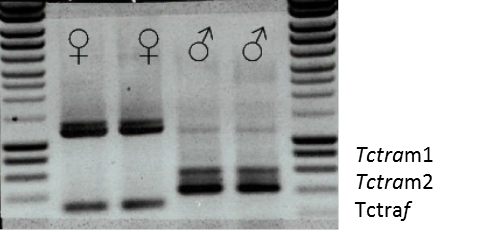 ♀ ♀ ♂ ♂
Tctram1
Tctram2
Tctraf